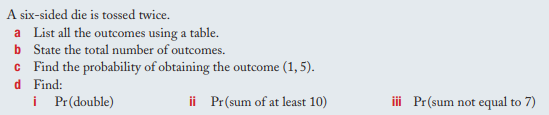 A six-sided die is tossed twice.
a List all the outcomes using a table.
b State the total number of outcomes.
c Find the probability of obtaining the outcome (1, 5).
d Find:
i Pr(double) ii Pr(sum of at least 10) iii Pr(sum not equal to 7)